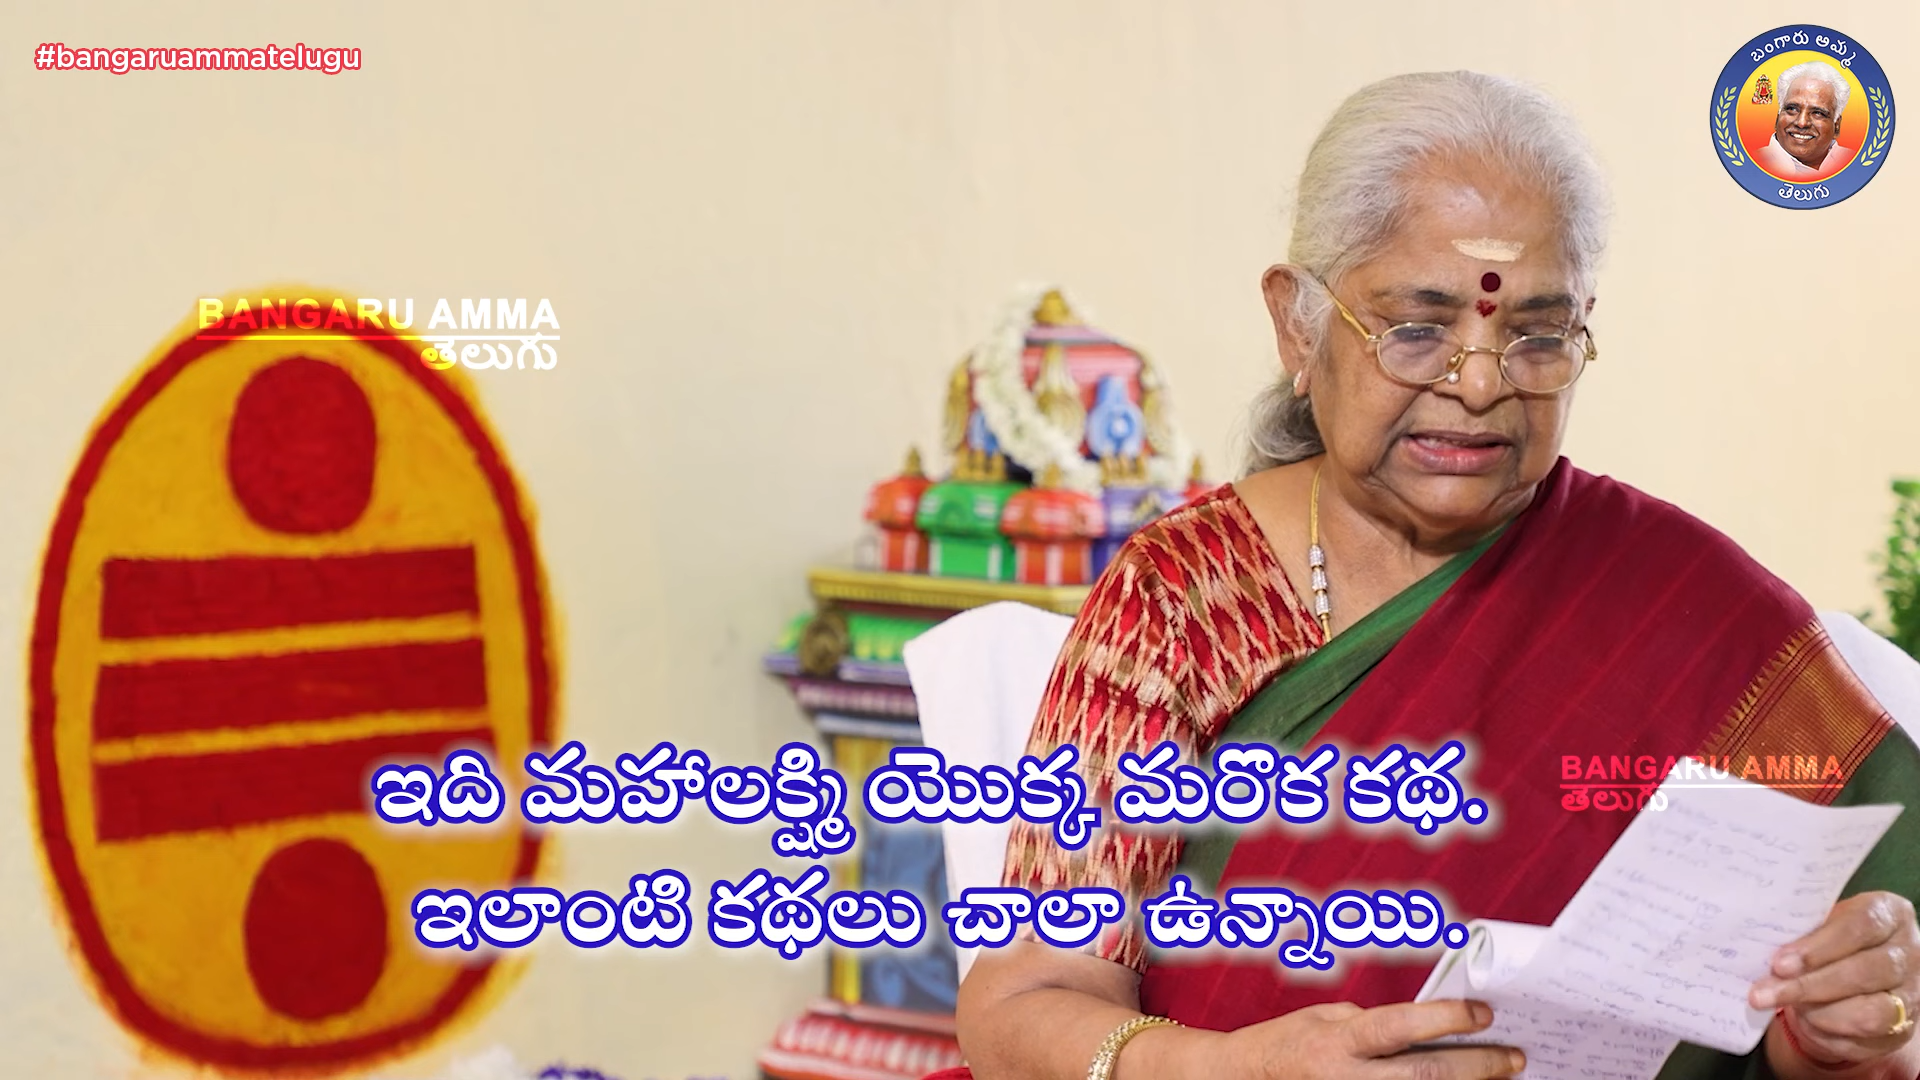 #bangaruammatelugu
బంగారు అమ్మ
తెలుగు
BANGARU AMMA
తెలుగు
ఇది మహాలక్ష్మి యొక్క మరొక కథ.
ఇలాంటి కథలు చాలా ఉన్నాయి.
BANGARU AMMA
తెలుగు